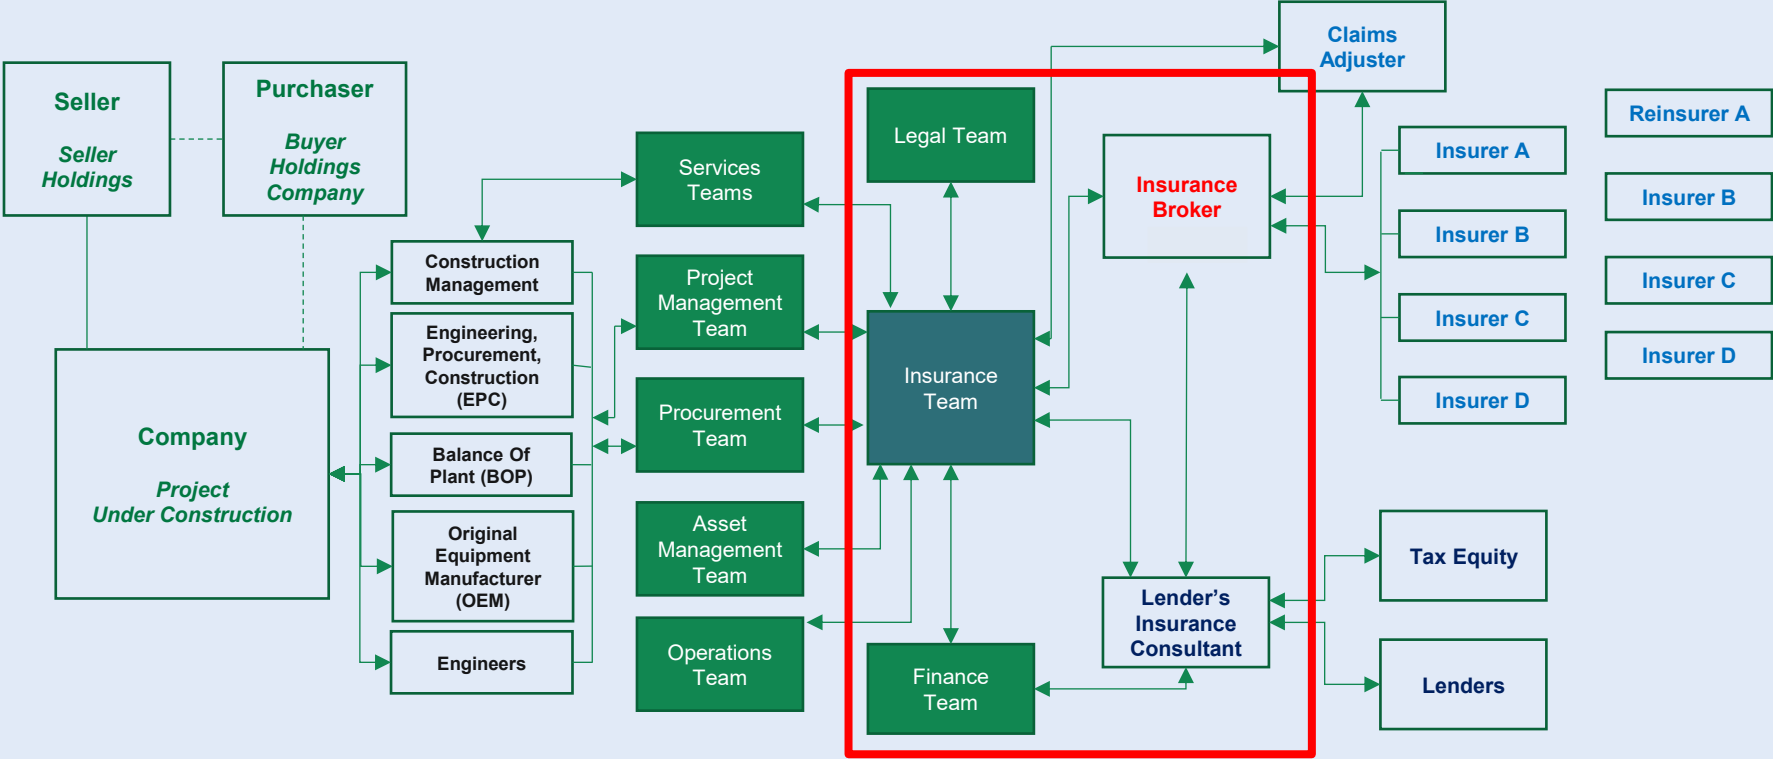 Seller
Seller
Holdings
Purchaser
Buyer
Holdings
Company
Company
Project
Under Construction
Construction
Management
Engineering,
Procurement,
Construction
(EPC)
Balance Of
Plant (BOP)
Original
Equipment
Manufacturer
(OEM)
Engineers
Services
Teams
Project
Management
Team
Procurement
Team
Asset
Management
Team
Operations
Team
Legal Team
Insurance
Team
Finance
Team
Insurance
Broker
Lender’s
Insurance
Consultant
Claims
Adjuster
Insurer A
Insurer B
Insurer C
Insurer D
Reinsurer A
Insurer B
Insurer C
Insurer D
Tax Equity
Lenders